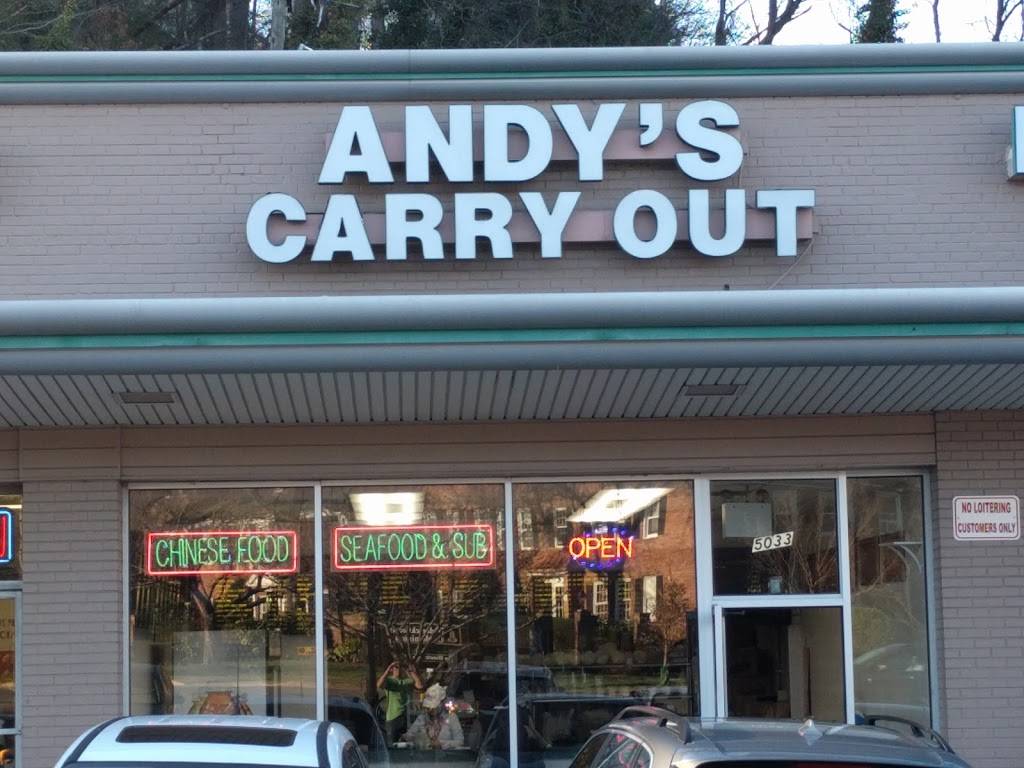 ANDY'S
CARRY OUT
CHINESE FOOD
SEAFOOD & SUB
OPEN
5033
NO LOITERING
CUSTOMERS ONLY